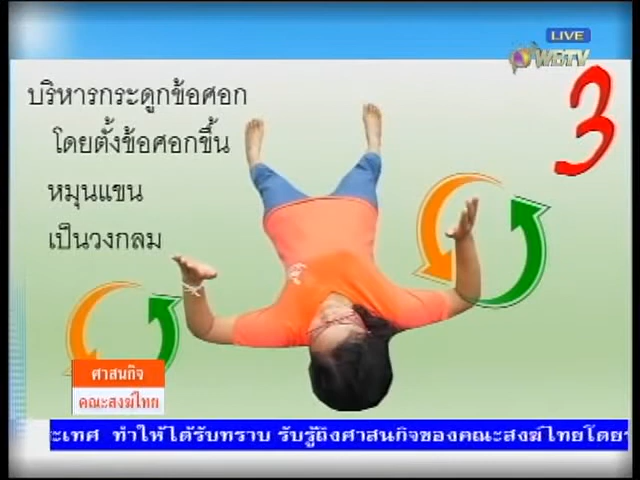 LIVE
WBTV
3
บริหารกระดูกข้อศอก
โดยตั้งข้อศอกขึ้น
หมุนแขน
เป็นวงกลม
ศาสนกิจ
คณะสงฆ์ไทย
ะเทศ ทำให้ได้รับทราบ รับรู้ถึงศาสนกิจของคณะสงฆ์ไทยโดย